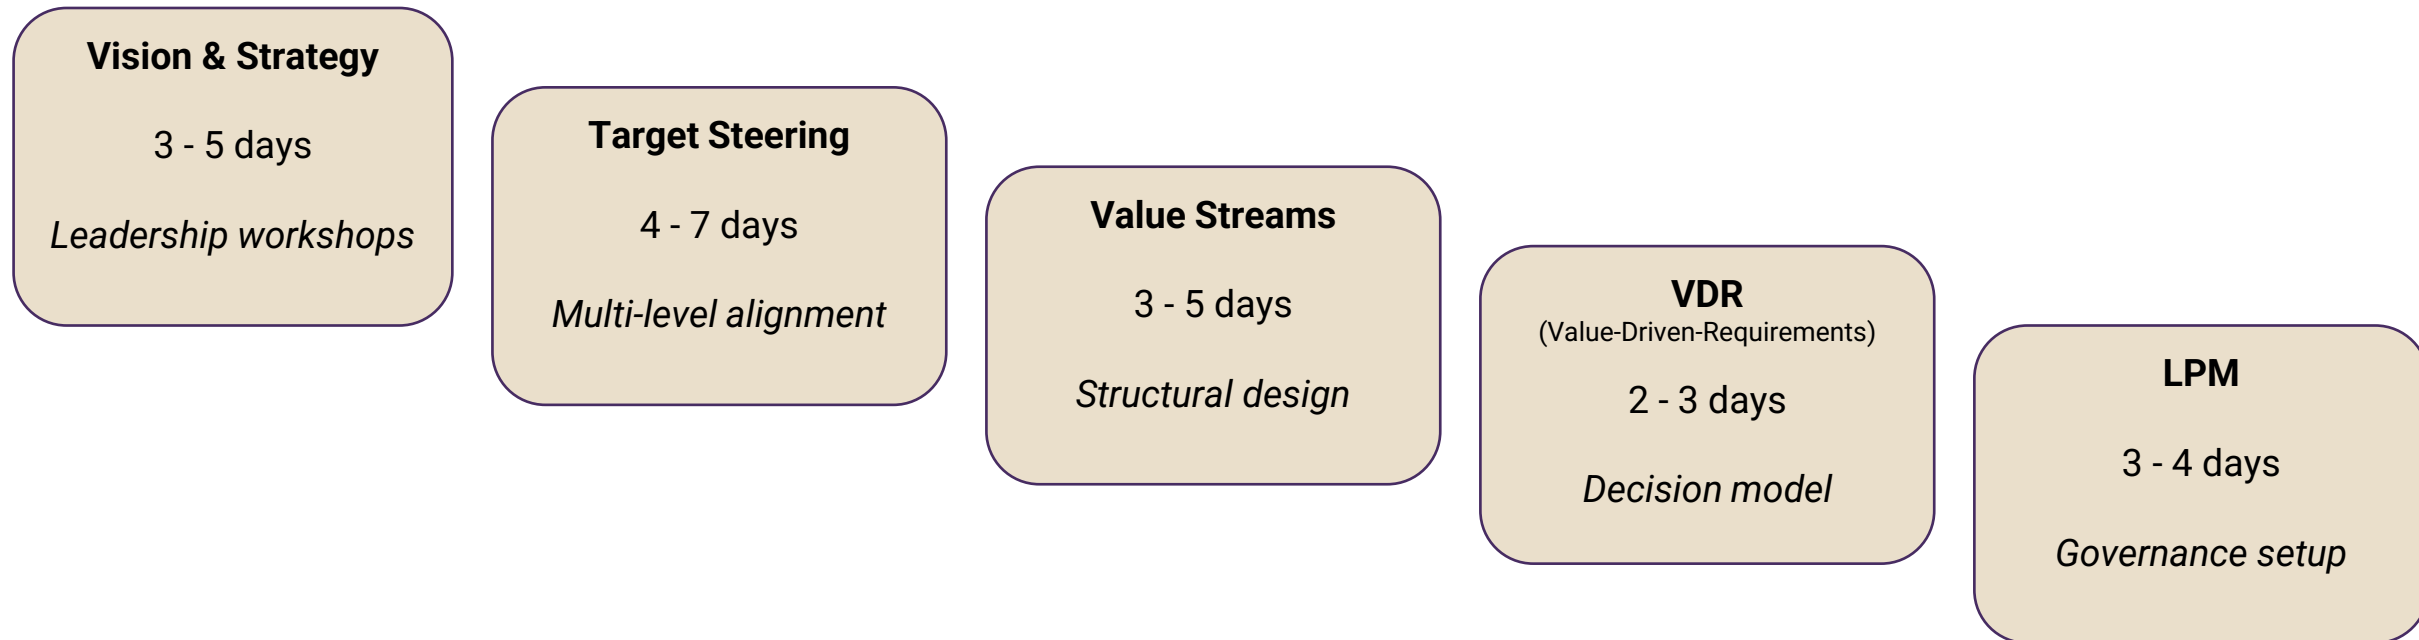 Vision & Strategy
3 - 5 days
Leadership workshops
Target Steering
4 - 7 days
Multi-level alignment
Value Streams
3 - 5 days
Structural design
VDR
(Value-Driven-Requirements)
2 - 3 days
Decision model
LPM
3 - 4 days
Governance setup